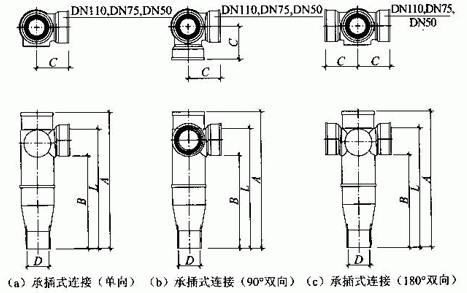 DN110,DN75,DN50
DN110,DN75,DN50
DN110,DN75,
DN50
C
C
C
C
C
B
L
A
B
L
A
B
L
A
D
D
D
(a) 承插式连接（单向）
(b) 承插式连接（90°双向）
(c) 承插式连接（180°双向）